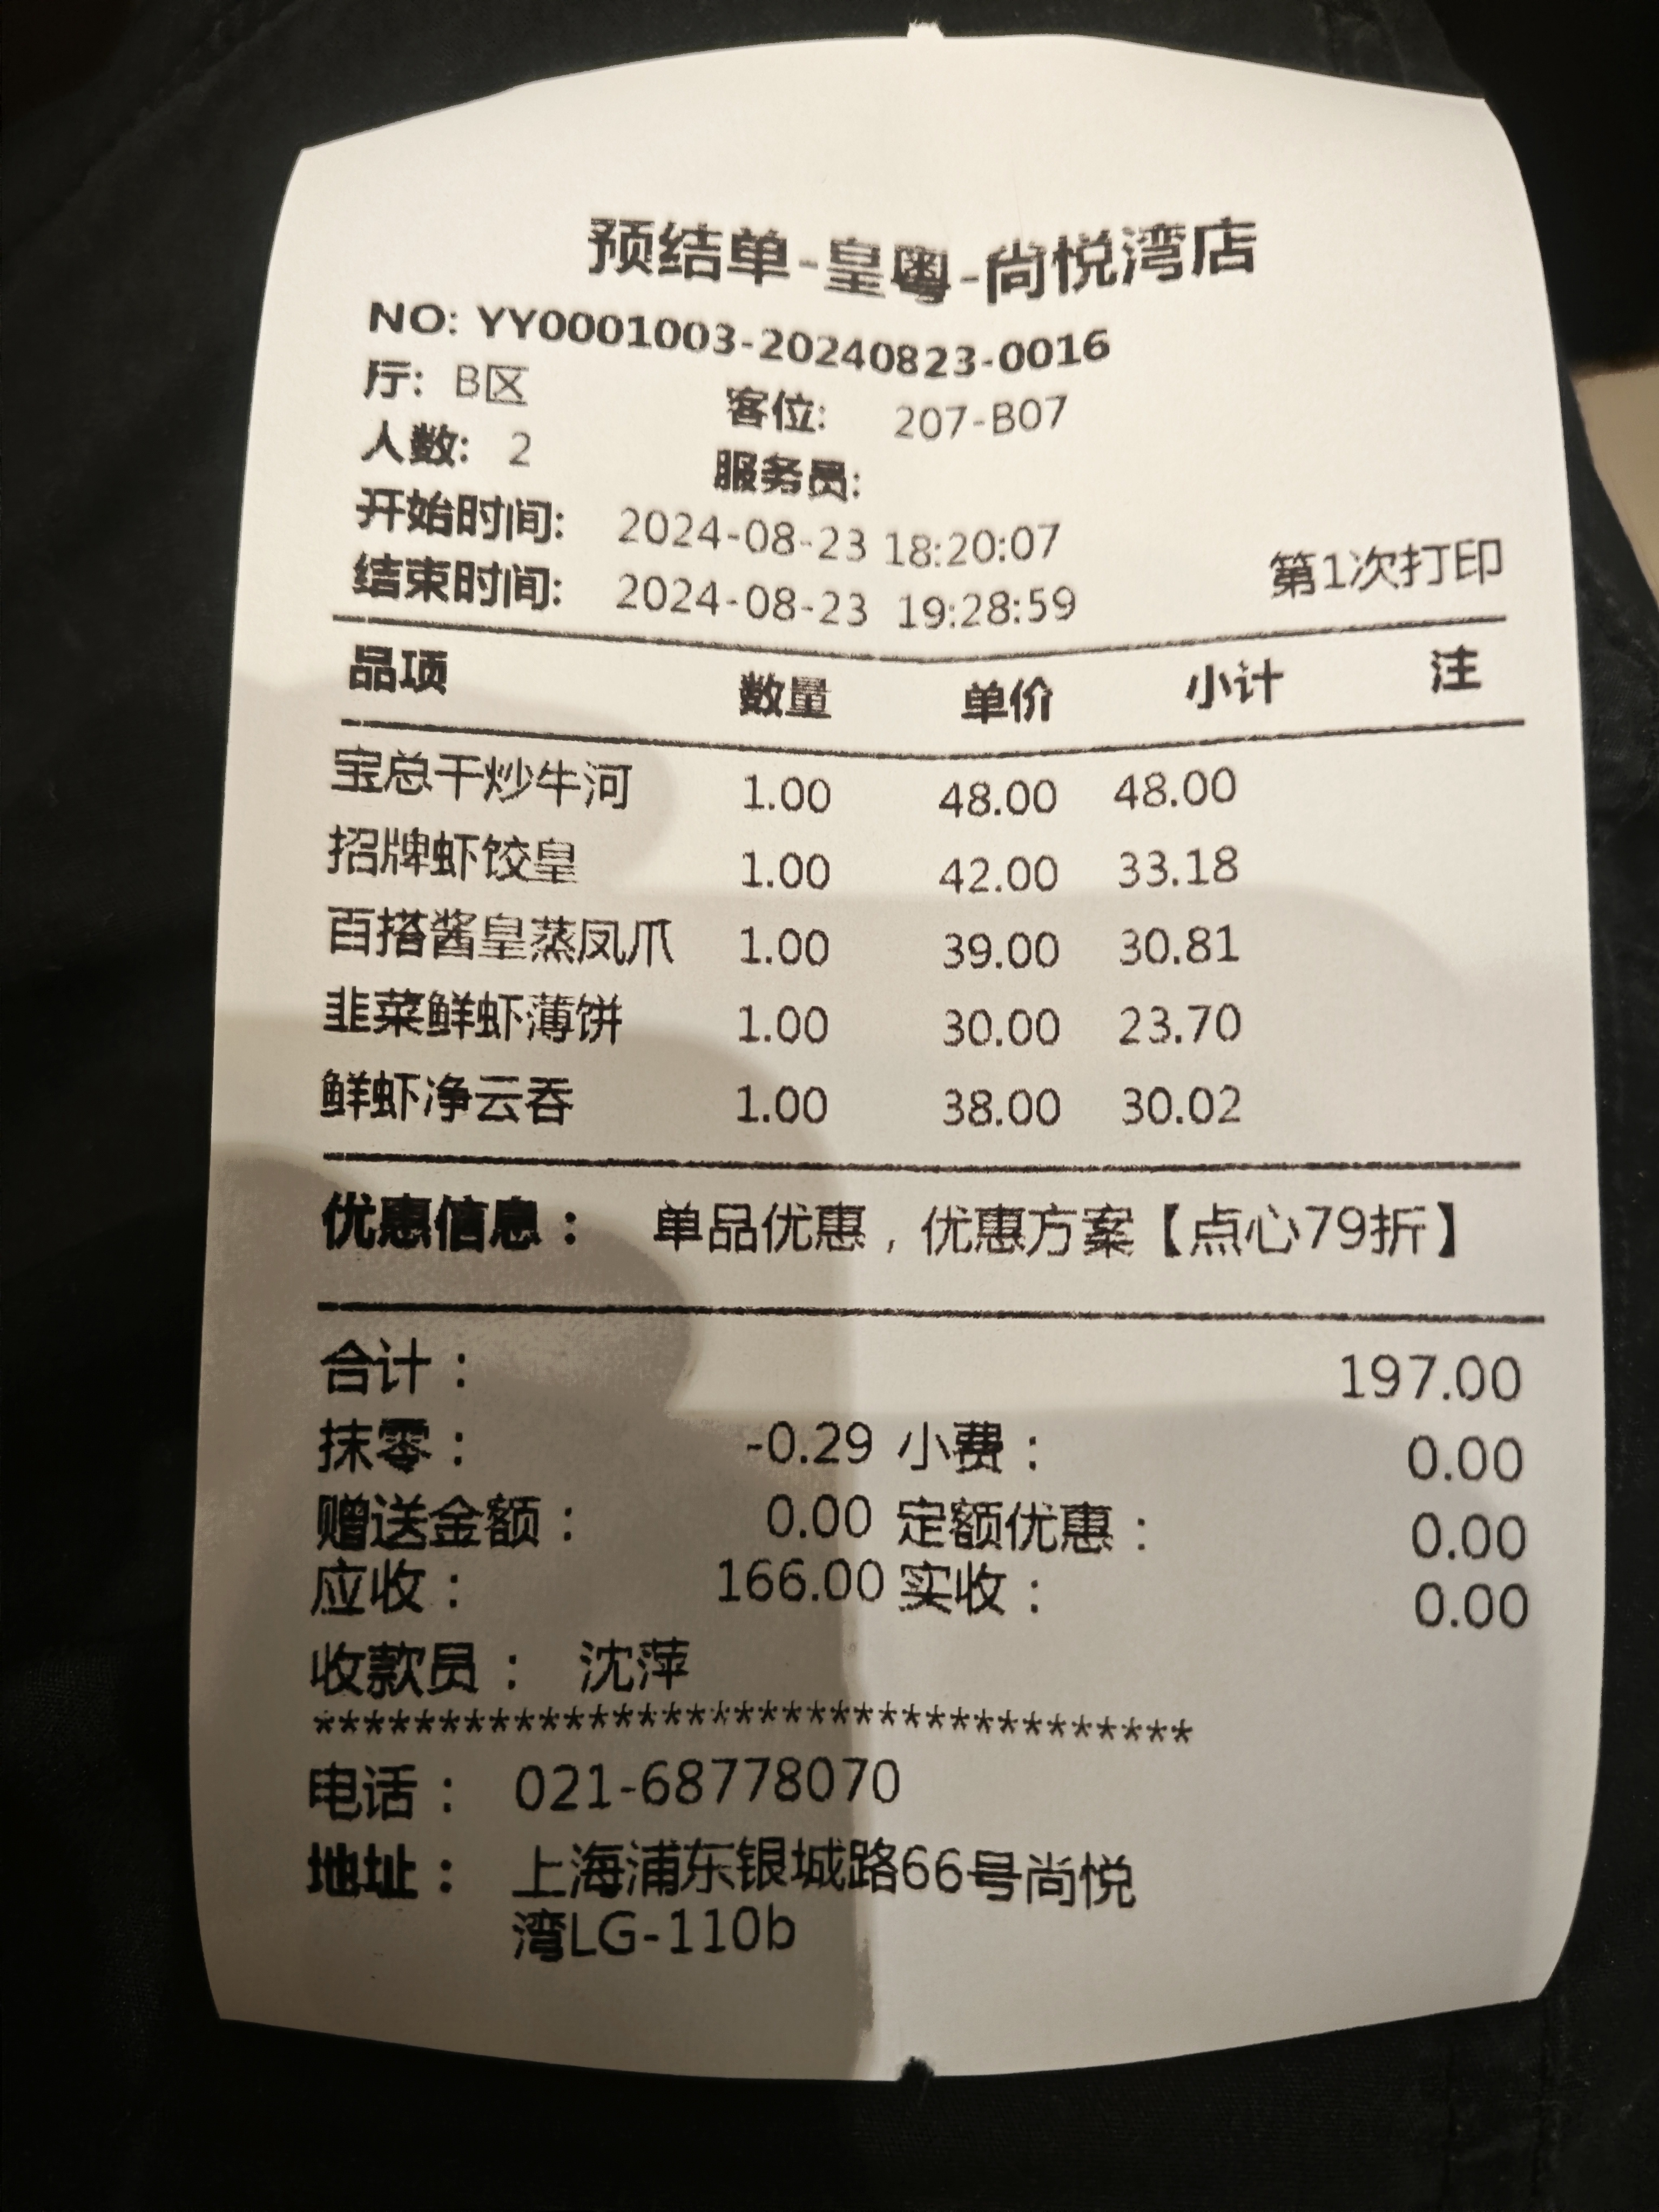 预结单-皇粤-尚悦湾店
NO: YY0001003-20240823-0016
厅: B区 客位: 207-B07
人数: 2 服务员:
开始时间: 2024-08-23 18:20:07
结束时间: 2024-08-23 19:28:59 第1次打印
品项 数量 单价 小计 注
宝总干炒牛河 1.00 48.00 48.00
招牌虾饺皇 1.00 42.00 33.18
百搭酱皇蒸凤爪 1.00 39.00 30.81
韭菜鲜虾薄饼 1.00 30.00 23.70
鲜虾净云吞 1.00 38.00 30.02
优惠信息： 单品优惠，优惠方案【点心79折】
合计： 197.00
抹零： -0.29 小费： 0.00
赠送金额： 0.00 定额优惠： 0.00
应收： 166.00 实收： 0.00
收款员： 沈萍
***********************************
电话： 021-68778070
地址： 上海浦东银城路66号尚悦
湾LG-110b